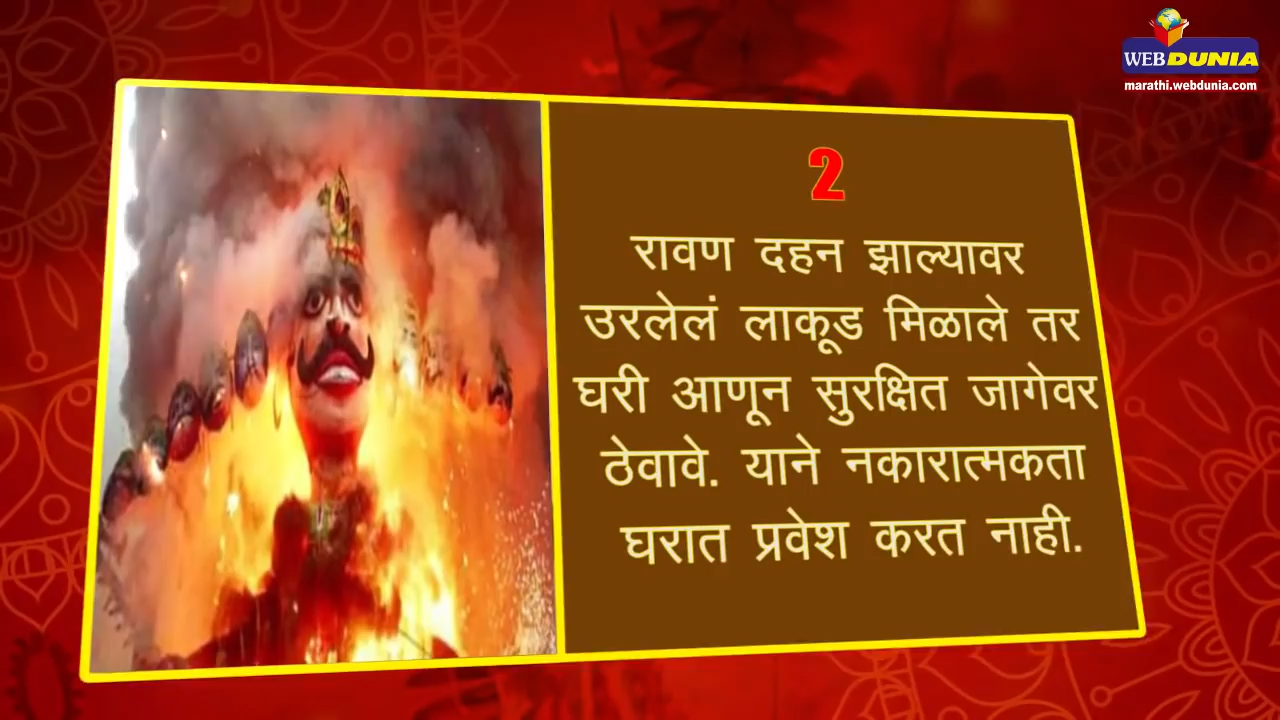 WEBDUNIA
marathi.webdunia.com
2
रावण दहन झाल्यावर
उरलेलं लाकूड मिळाले तर
घरी आणून सुरक्षित जागेवर
ठेवावे. याने नकारात्मकता
घरात प्रवेश करत नाही.